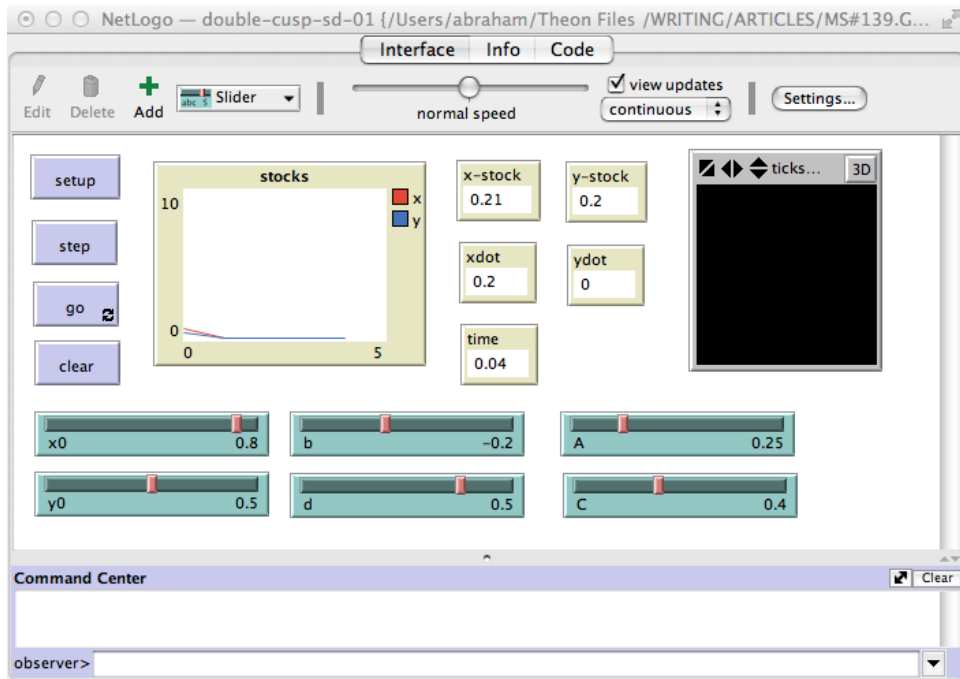 NetLogo — double-cusp-sd-01 {/Users/abraham/Theon Files /WRITING/ARTICLES/MS#139.G...
Interface Info Code
Edit Delete Add abc 5 Slider normal speed view updates continuous Settings...
setup
step
go
clear
stocks
10
0
0 5
x
y
x-stock
0.21
y-stock
0.2
xdot
0.2
ydot
0
time
0.04
ticks... 3D
x0 0.8
b -0.2
A 0.25
y0 0.5
d 0.5
C 0.4
Command Center Clear
observer>